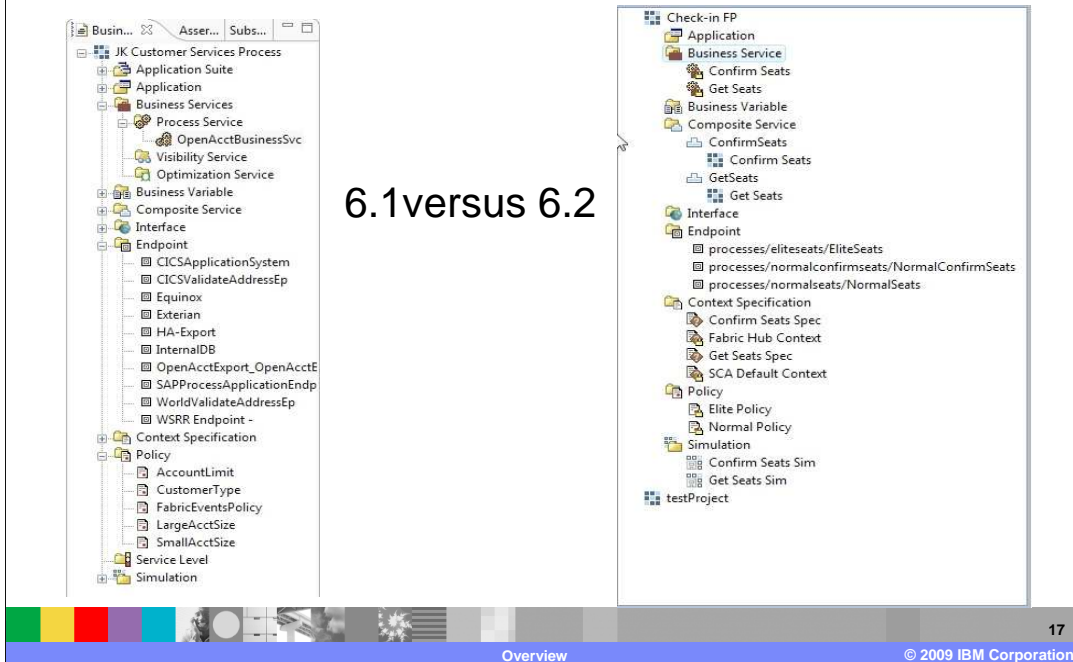 Busin... Asser... Subs...
JK Customer Services Process
Application Suite
Application
Business Services
Process Service
OpenAcctBusinessSvc
Visibility Service
Optimization Service
Business Variable
Composite Service
Interface
Endpoint
CICSApplicationSystem
CICSValidateAddressEp
Equinox
Exterian
HA-Export
InternalDB
OpenAcctExport_OpenAcctE
SAPProcessApplicationEndp
WorldValidateAddressEp
WSRR Endpoint -
Context Specification
Policy
AccountLimit
CustomerType
FabricEventsPolicy
LargeAcctSize
SmallAcctSize
Service Level
Simulation
6.1versus 6.2
Check-in FP
Application
Business Service
Confirm Seats
Get Seats
Business Variable
Composite Service
ConfirmSeats
Confirm Seats
GetSeats
Get Seats
Interface
Endpoint
processes/eliteseats/EliteSeats
processes/normalconfirmseats/NormalConfirmSeats
processes/normalseats/NormalSeats
Context Specification
Confirm Seats Spec
Fabric Hub Context
Get Seats Spec
SCA Default Context
Policy
Elite Policy
Normal Policy
Simulation
Confirm Seats Sim
Get Seats Sim
testProject
17
Overview
© 2009 IBM Corporation